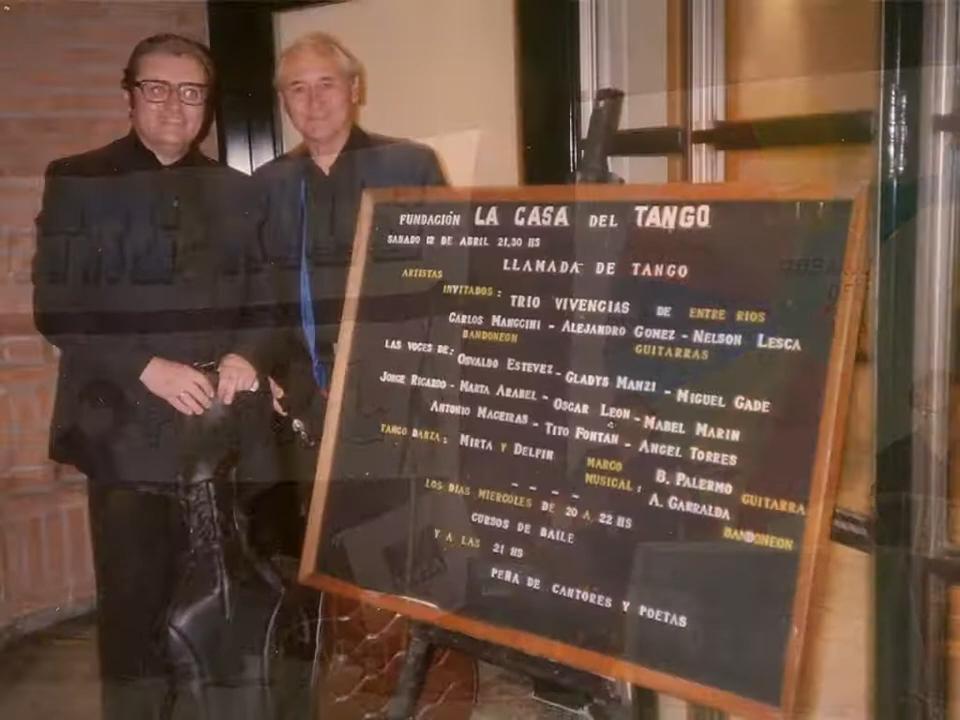 FUNDACIÓN LA CASA DEL TANGO
SABADO 12 DE ABRIL 21,30 HS
LLAMADA DE TANGO
ARTISTAS
INVITADOS: TRIO VIVENCIAS DE ENTRE RIOS
CARLOS MANCCINI - ALEJANDRO GOMEZ - NELSON LESCA
BANDONEON GUITARRAS
LAS VOCES DE: OSVALDO ESTEVEZ - GLADYS MANZI - MIGUEL GADE
JORGE RICARDO - MARTA ARABEL - OSCAR LEON - MABEL MARIN
ANTONIO MACEIRAS - TITO FONTAN - ANGEL TORRES
TANGO DANZA: MIRTA Y DELFIN MARCO MUSICAL: B. PALERMO GUITARRA
A. GARRALDA BANDONEON
LOS DIAS MIERCOLES DE 20 A 22 HS
CURSOS DE BAILE
Y A LAS 21 HS
PEÑA DE CANTORES Y POETAS